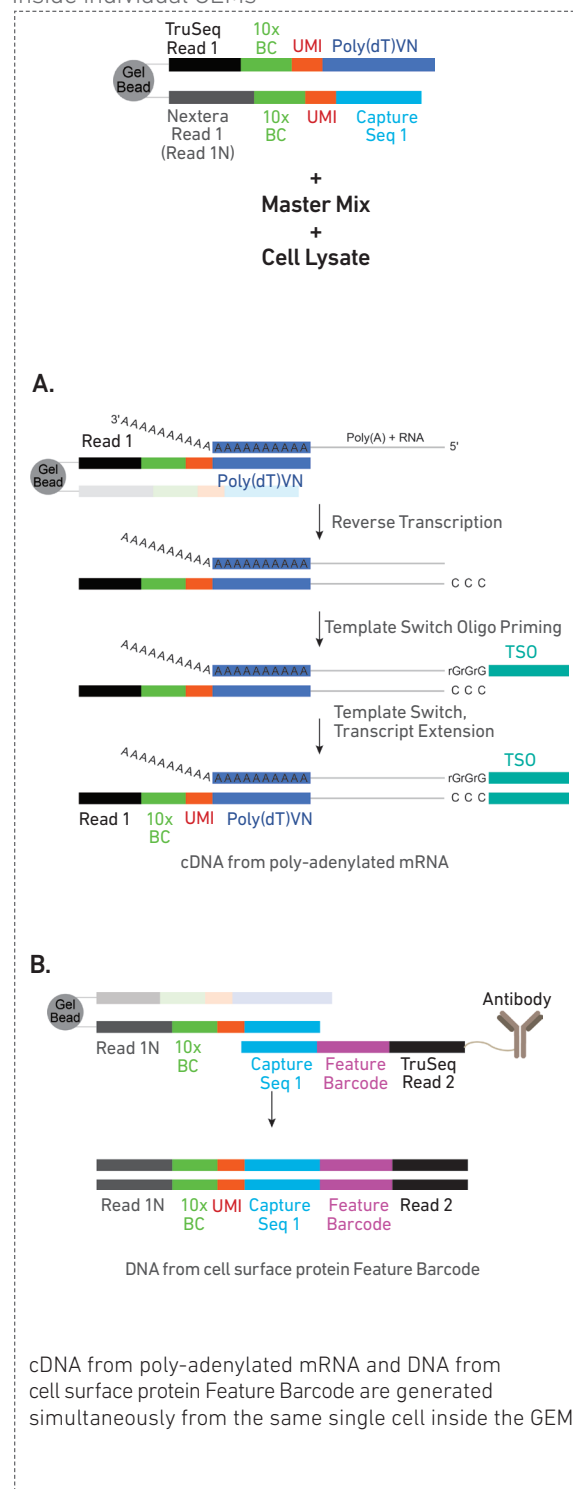 Inside Individual GEMs
TruSeq
Read 1
10x
BC
UMI
Poly(dT)VN
Gel
Bead
Nextera
Read 1
(Read 1N)
10x
BC
UMI
Capture
Seq 1
+
Master Mix
+
Cell Lysate
A.
3'AAAAAAAAAA
Read 1
AAAAAAAAAA
Poly(A) + RNA
5'
Gel
Bead
Poly(dT)VN
Reverse Transcription
AAAAAAAAAA
AAAAAAAAAA
C C C
Template Switch Oligo Priming
TSO
AAAAAAAAAA
AAAAAAAAAA
rGrGrG
C C C
Template Switch,
Transcript Extension
TSO
AAAAAAAAAA
AAAAAAAAAA
rGrGrG
C C C
Read 1
10x
BC
UMI
Poly(dT)VN
cDNA from poly-adenylated mRNA
B.
Gel
Bead
Antibody
Read 1N
10x
BC
Capture
Seq 1
Feature
Barcode
TruSeq
Read 2
Read 1N
10x
BC
UMI
Capture
Seq 1
Feature
Barcode
Read 2
DNA from cell surface protein Feature Barcode
cDNA from poly-adenylated mRNA and DNA from
cell surface protein Feature Barcode are generated
simultaneously from the same single cell inside the GEM